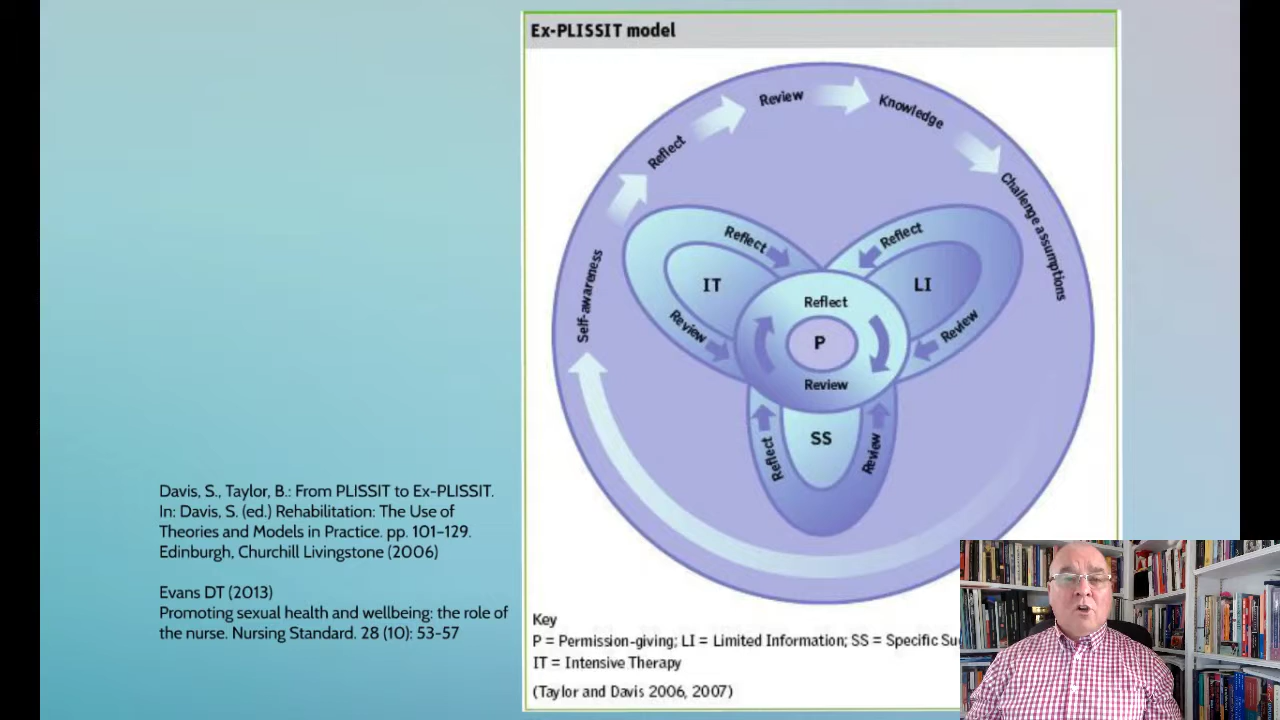 Ex-PLISSIT model
Review
Knowledge
Reflect
Challenge assumptions
Self-awareness
Reflect
Reflect
IT
LI
Reflect
Review
P
Review
Review
SS
Reflect
Review
Davis, S., Taylor, B.: From PLISSIT to Ex-PLISSIT.
In: Davis, S. (ed.) Rehabilitation: The Use of
Theories and Models in Practice. pp. 101–129.
Edinburgh, Churchill Livingstone (2006)
Evans DT (2013)
Promoting sexual health and wellbeing: the role of
the nurse. Nursing Standard. 28 (10): 53-57
Key
P = Permission-giving; LI = Limited Information; SS = Specific Su
IT = Intensive Therapy
(Taylor and Davis 2006, 2007)